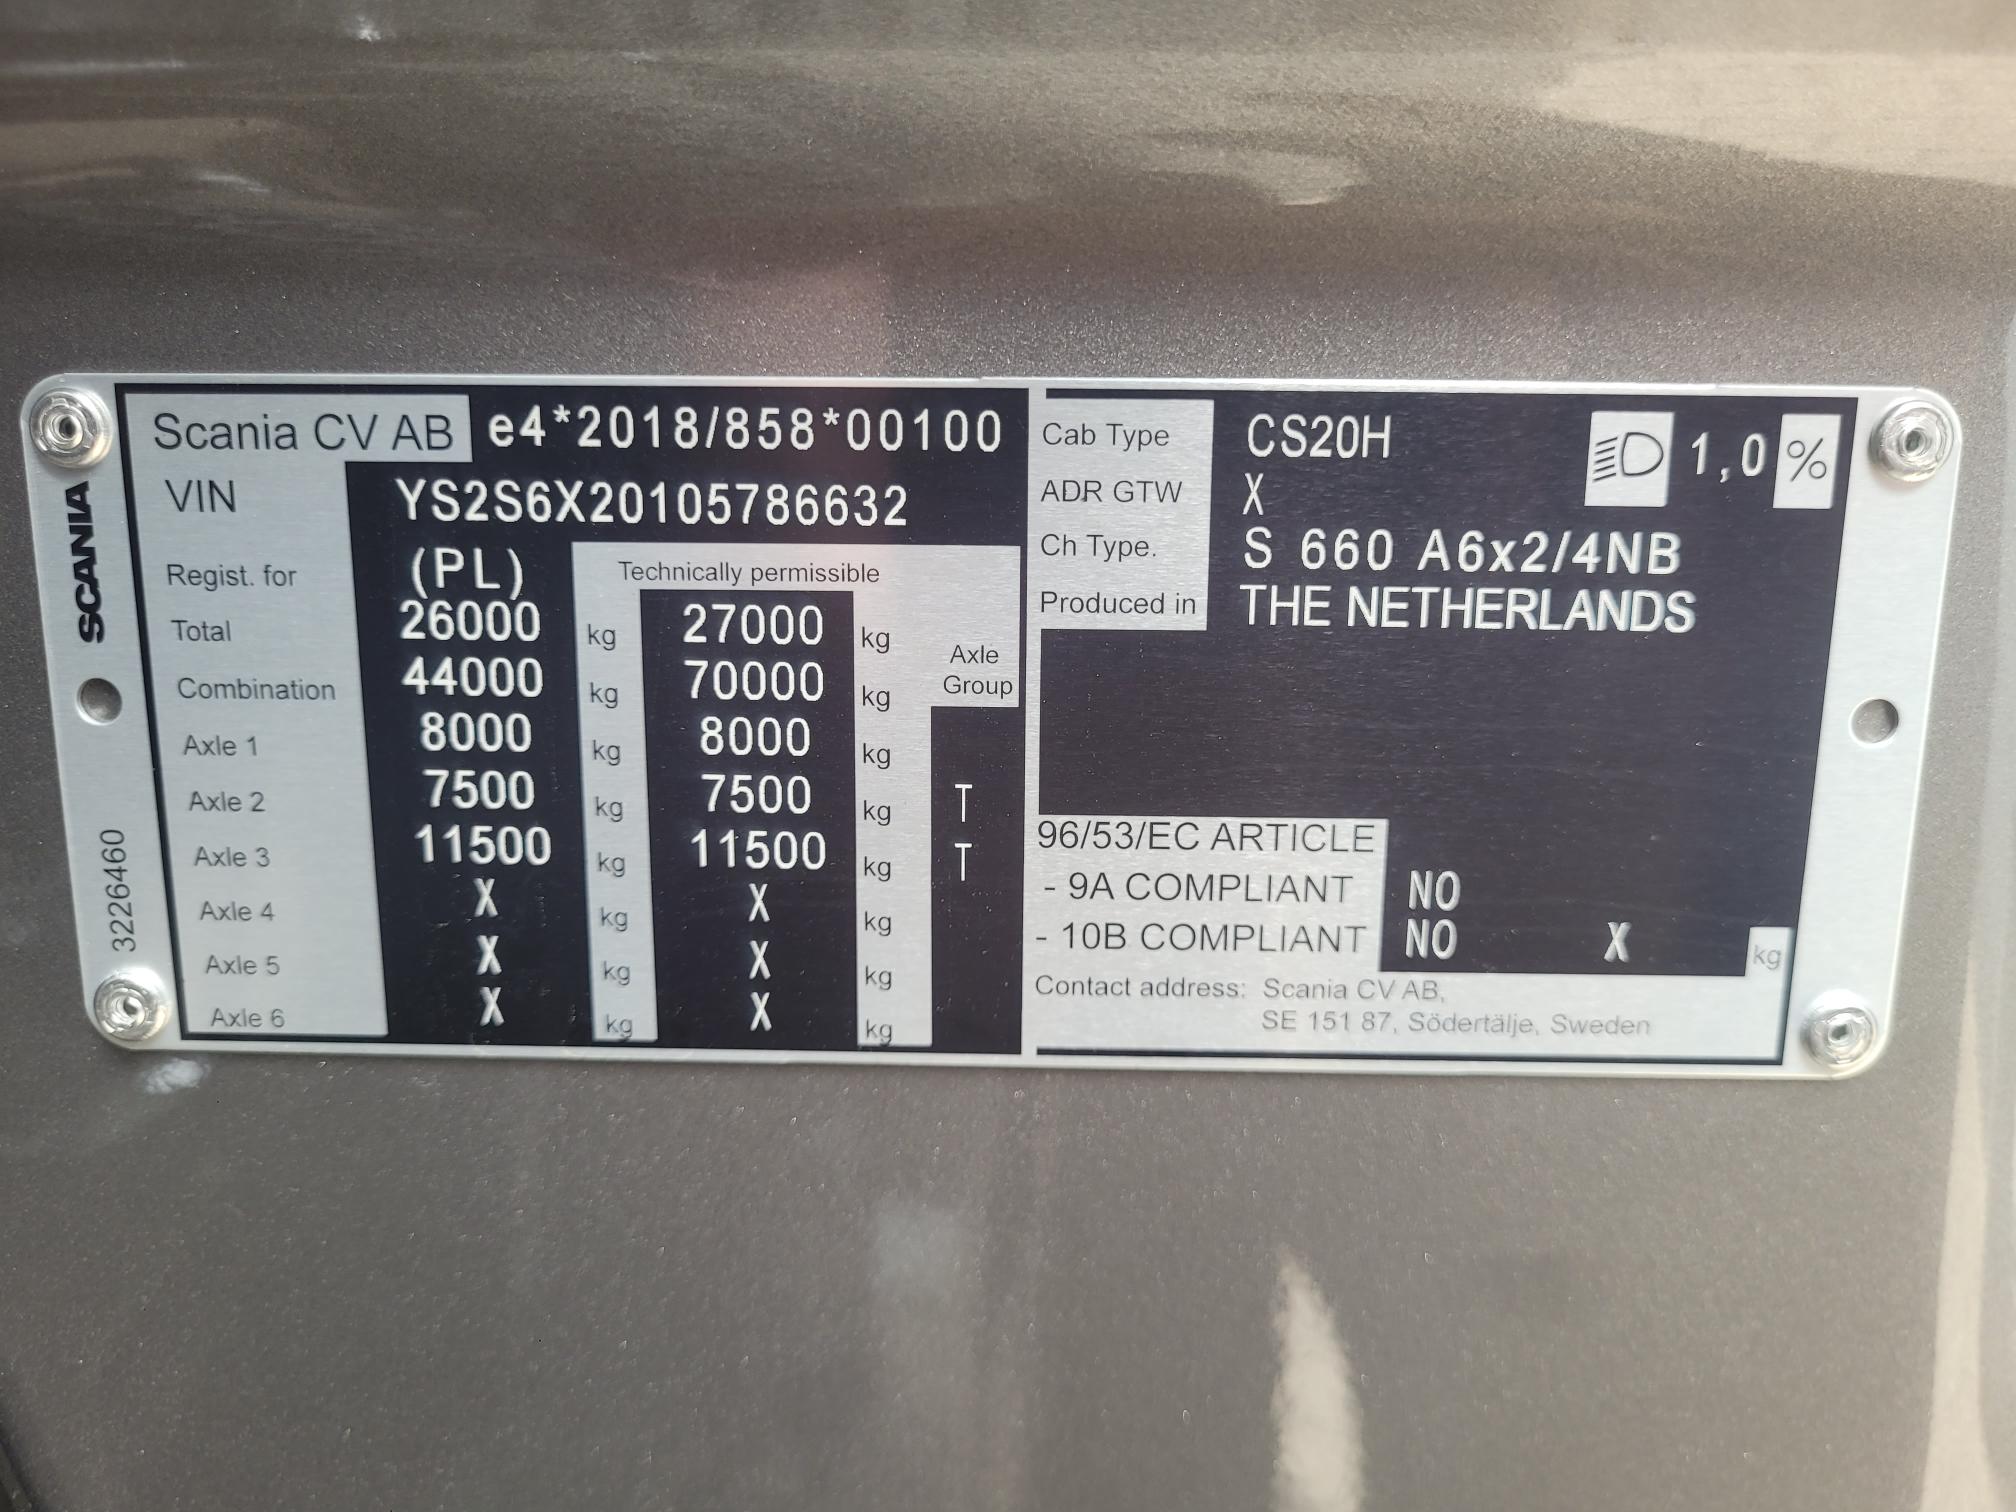 Scania CV AB e4*2018/858*00100
VIN YS2S6X20105786632
Regist. for (PL) Technically permissible
Total 26000 kg 27000 kg
Axle
Group
Combination 44000 kg 70000 kg
Axle 1 8000 kg 8000 kg
Axle 2 7500 kg 7500 kg T
Axle 3 11500 kg 11500 kg T
Axle 4 X kg X kg
Axle 5 X kg X kg
Axle 6 X kg X kg
SCANIA
3226460
Cab Type CS20H 1,0 %
ADR GTW X
Ch Type. S 660 A6x2/4NB
Produced in THE NETHERLANDS
96/53/EC ARTICLE
- 9A COMPLIANT NO
- 10B COMPLIANT NO X kg
Contact address: Scania CV AB,
SE 151 87, Södertälje, Sweden